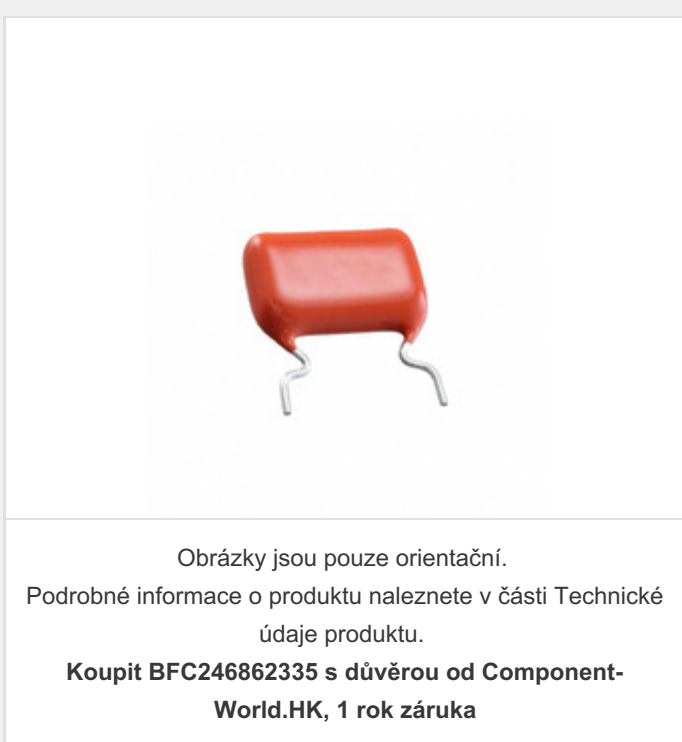 Obrázky jsou pouze orientační.
Podrobné informace o produktu naleznete v části Technické
údaje produktu.
Koupit BFC246862335 s důvěrou od Component-
World.HK, 1 rok záruka